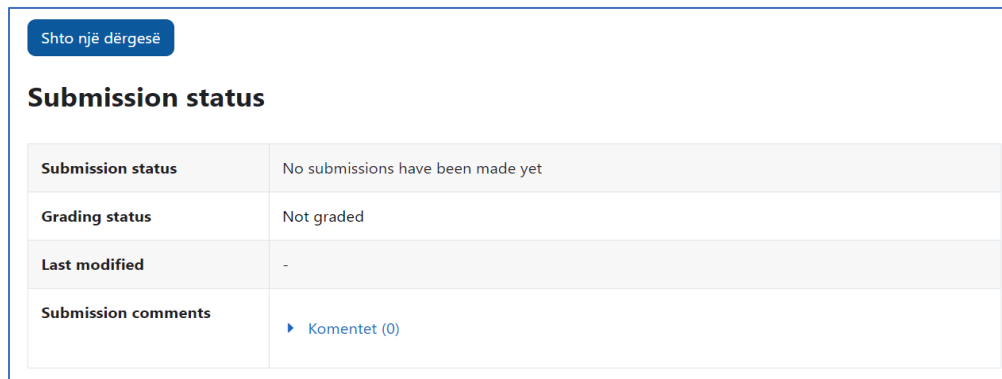 Shto një dërgesë
Submission status
Submission status No submissions have been made yet
Grading status Not graded
Last modified -
Submission comments Komentet (0)